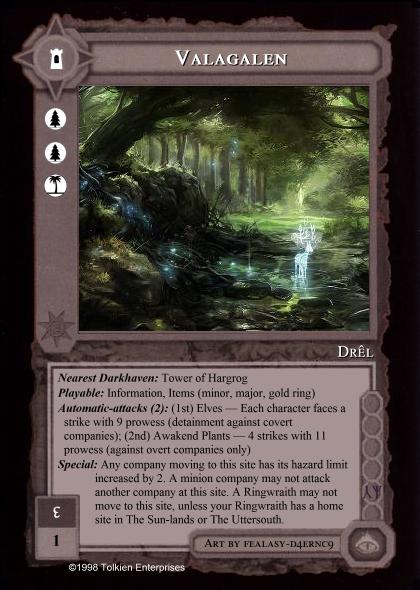 VALAGALEN
DRÊL
Nearest Darkhaven: Tower of Hargrog
Playable: Information, Items (minor, major, gold ring)
Automatic-attacks (2): (1st) Elves — Each character faces a
strike with 9 prowess (detainment against covert
companies); (2nd) Awakend Plants — 4 strikes with 11
prowess (against overt companies only)
Special: Any company moving to this site has its hazard limit
increased by 2. A minion company may not attack
another company at this site. A Ringwraith may not
move to this site, unless your Ringwraith has a home
site in The Sun-lands or The Uttersouth.
ε
1
ART BY FEALASY-D4ERNC9
©1998 Tolkien Enterprises